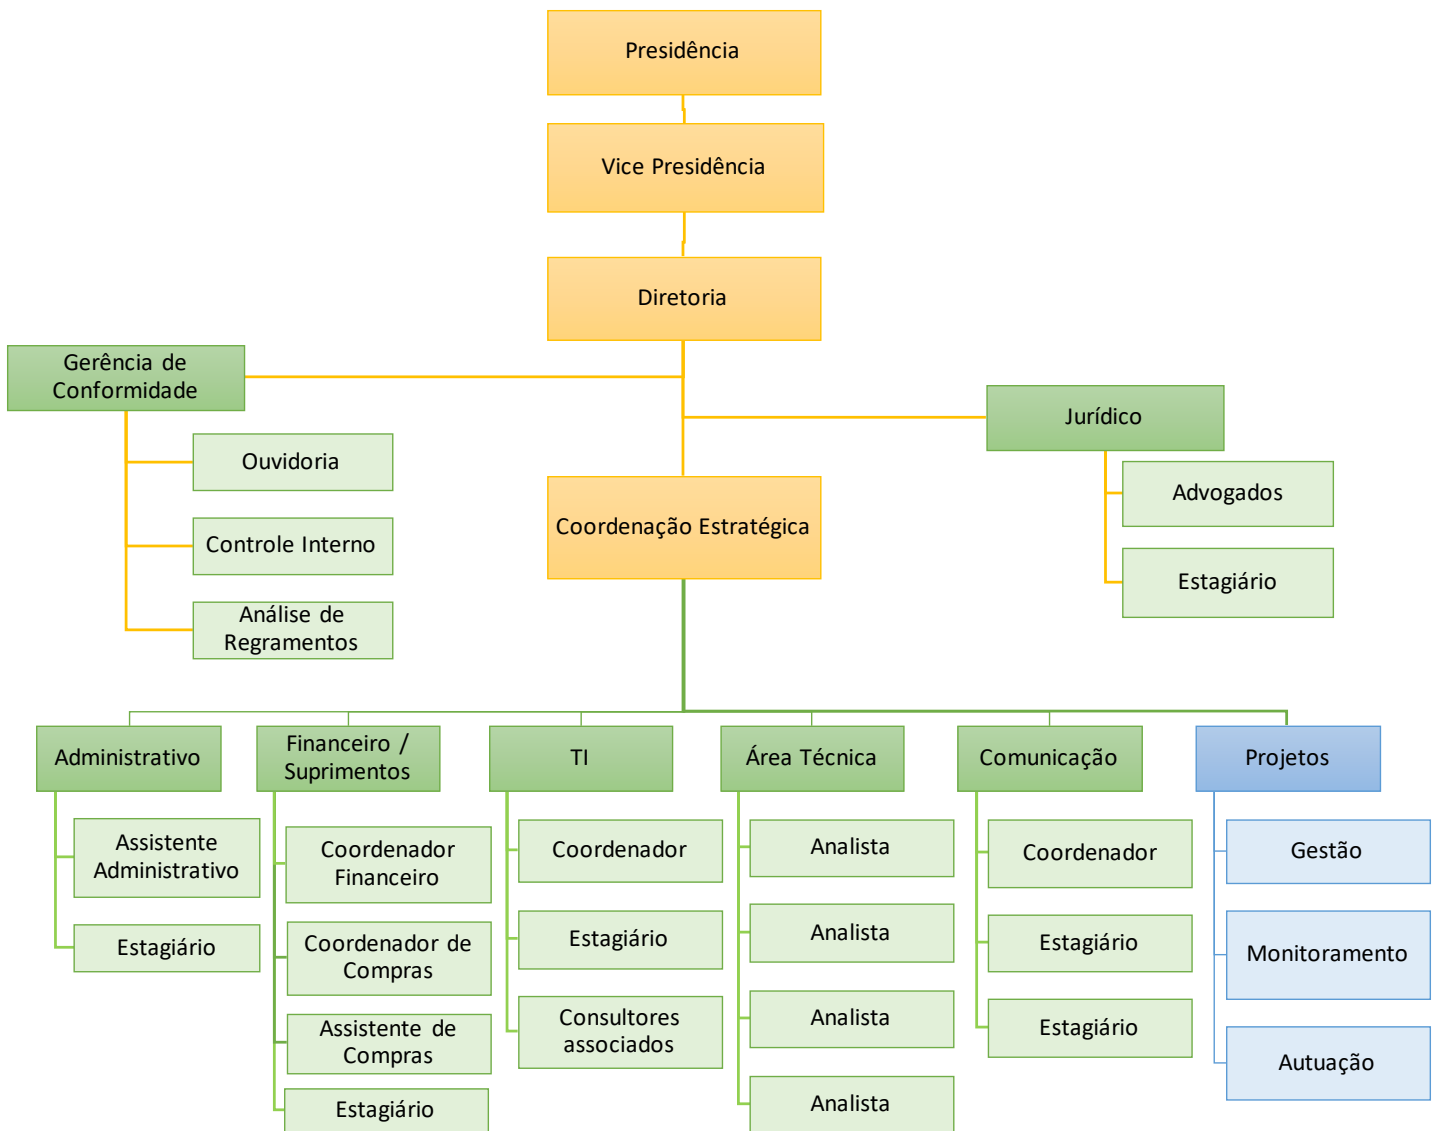 Presidência
Vice Presidência
Diretoria
Gerência de
Conformidade
Ouvidoria
Controle Interno
Análise de
Regramentos
Jurídico
Advogados
Estagiário
Coordenação Estratégica
Administrativo
Assistente
Administrativo
Estagiário
Financeiro /
Suprimentos
Coordenador
Financeiro
Coordenador de
Compras
Assistente de
Compras
Estagiário
TI
Coordenador
Estagiário
Consultores
associados
Área Técnica
Analista
Analista
Analista
Analista
Comunicação
Coordenador
Estagiário
Estagiário
Projetos
Gestão
Monitoramento
Autuação